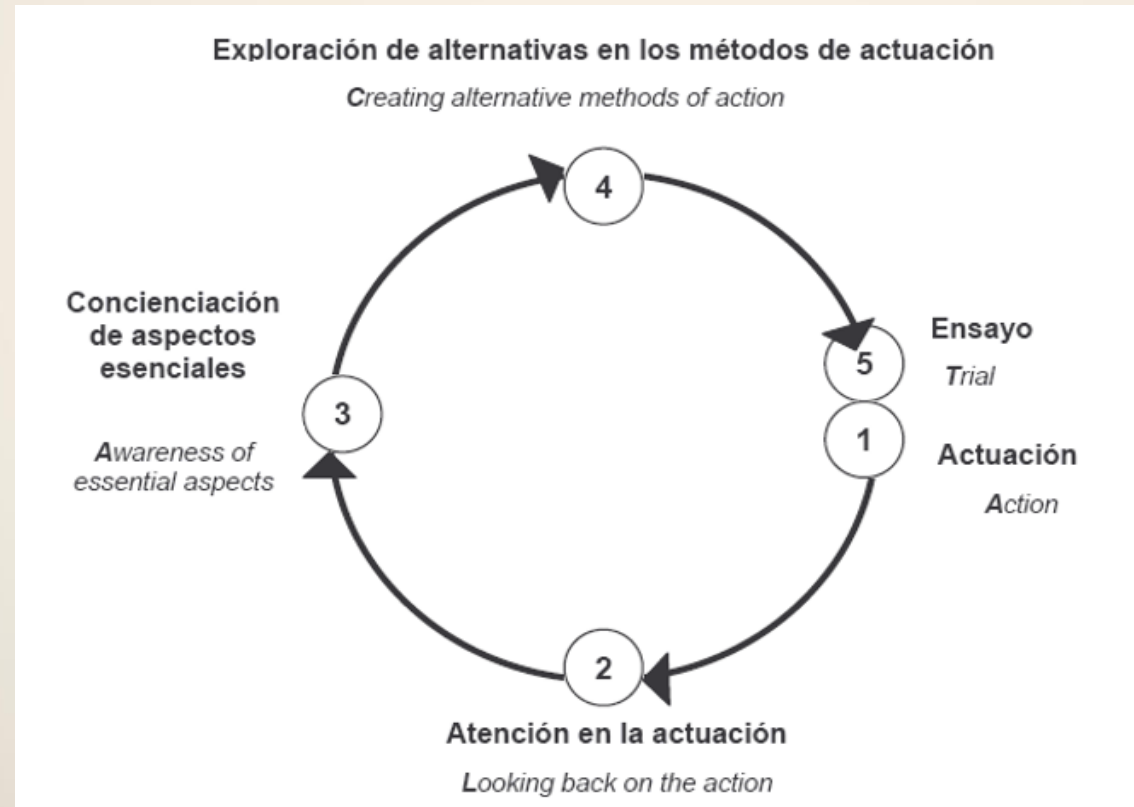 Exploración de alternativas en los métodos de actuación
Creating alternative methods of action
4
Concienciación
de aspectos
esenciales
3
Awareness of
essential aspects
5
Ensayo
Trial
1
Actuación
Action
2
Atención en la actuación
Looking back on the action